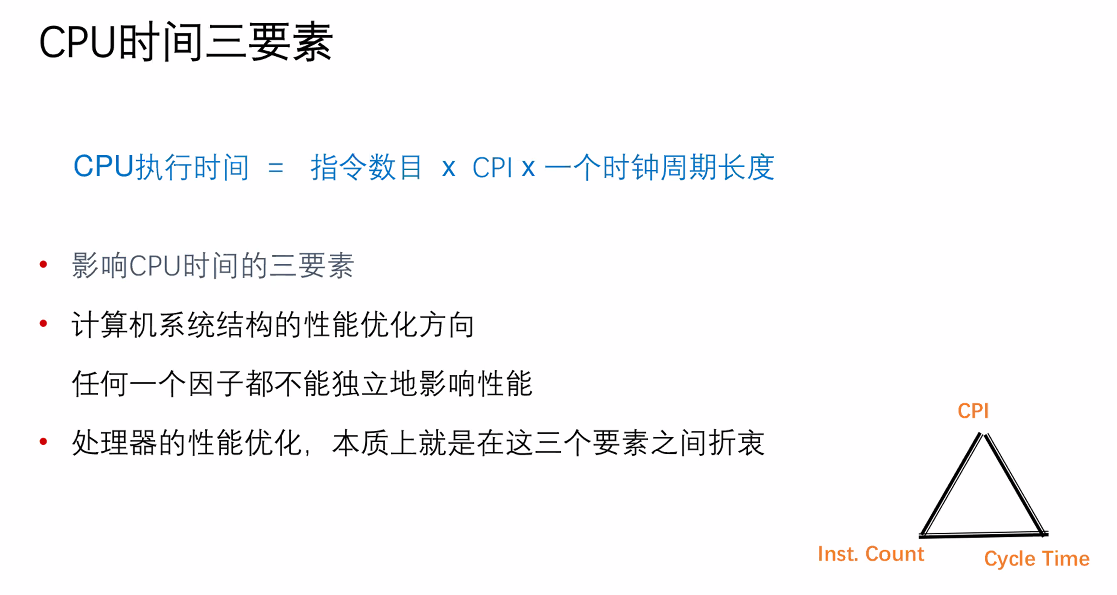 CPU时间三要素
CPU执行时间 = 指令数目 x CPI x 一个时钟周期长度
• 影响CPU时间的三要素
• 计算机系统结构的性能优化方向
任何一个因子都不能独立地影响性能
• 处理器的性能优化，本质上就是在这三个要素之间折衷
CPI
Inst. Count
Cycle Time